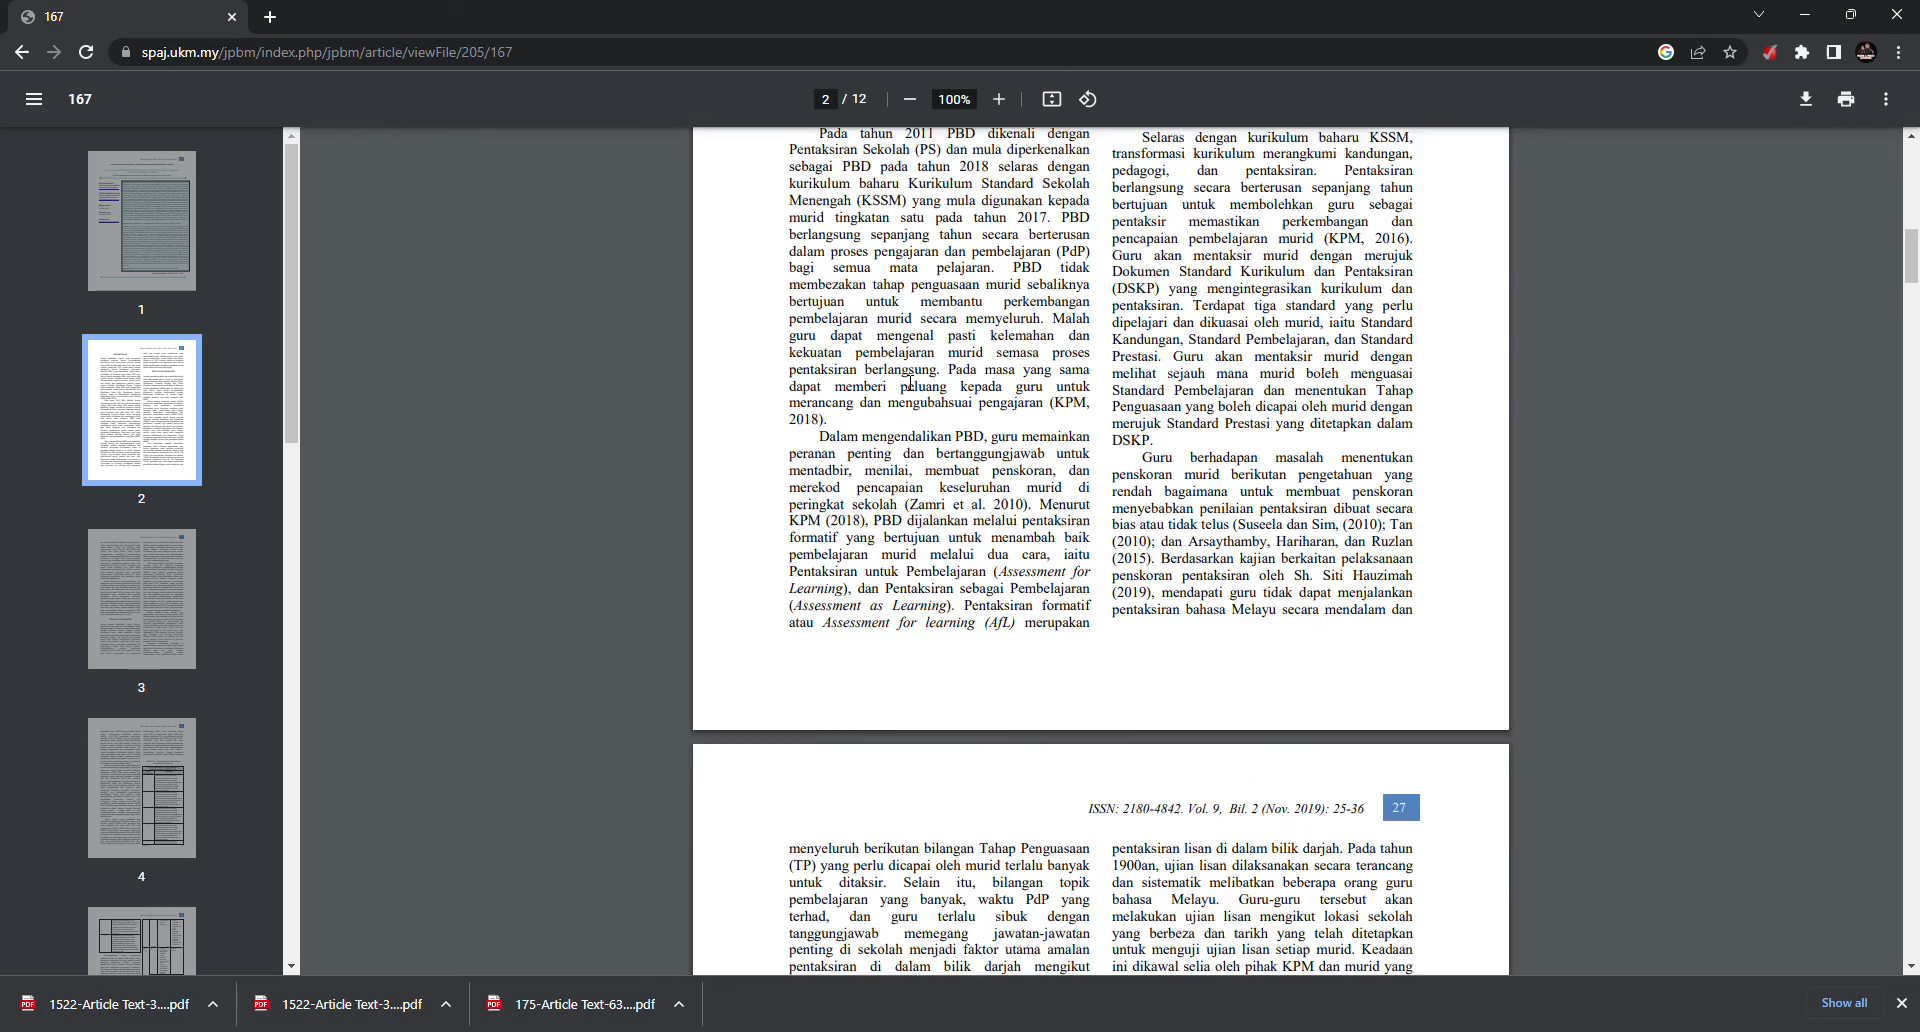 167
spaj.ukm.my/jpbm/index.php/jpbm/article/viewFile/205/167
167
2 / 12
100%
1
2
3
4
Pada tahun 2011 PBD dikenali dengan
Pentaksiran Sekolah (PS) dan mula diperkenalkan
sebagai PBD pada tahun 2018 selaras dengan
kurikulum baharu Kurikulum Standard Sekolah
Menengah (KSSM) yang mula digunakan kepada
murid tingkatan satu pada tahun 2017. PBD
berlangsung sepanjang tahun secara berterusan
dalam proses pengajaran dan pembelajaran (PdP)
bagi semua mata pelajaran. PBD tidak
membezakan tahap penguasaan murid sebaliknya
bertujuan untuk membantu perkembangan
pembelajaran murid secara memyeluruh. Malah
guru dapat mengenal pasti kelemahan dan
kekuatan pembelajaran murid semasa proses
pentaksiran berlangsung. Pada masa yang sama
dapat memberi peluang kepada guru untuk
merancang dan mengubahsuai pengajaran (KPM,
2018).
Dalam mengendalikan PBD, guru memainkan
peranan penting dan bertanggungjawab untuk
mentadbir, menilai, membuat penskoran, dan
merekod pencapaian keseluruhan murid di
peringkat sekolah (Zamri et al. 2010). Menurut
KPM (2018), PBD dijalankan melalui pentaksiran
formatif yang bertujuan untuk menambah baik
pembelajaran murid melalui dua cara, iaitu
Pentaksiran untuk Pembelajaran (Assessment for
Learning), dan Pentaksiran sebagai Pembelajaran
(Assessment as Learning). Pentaksiran formatif
atau Assessment for learning (AfL) merupakan
Selaras dengan kurikulum baharu KSSM,
transformasi kurikulum merangkumi kandungan,
pedagogi, dan pentaksiran. Pentaksiran
berlangsung secara berterusan sepanjang tahun
bertujuan untuk membolehkan guru sebagai
pentaksir memastikan perkembangan dan
pencapaian pembelajaran murid (KPM, 2016).
Guru akan mentaksir murid dengan merujuk
Dokumen Standard Kurikulum dan Pentaksiran
(DSKP) yang mengintegrasikan kurikulum dan
pentaksiran. Terdapat tiga standard yang perlu
dipelajari dan dikuasai oleh murid, iaitu Standard
Kandungan, Standard Pembelajaran, dan Standard
Prestasi. Guru akan mentaksir murid dengan
melihat sejauh mana murid boleh menguasai
Standard Pembelajaran dan menentukan Tahap
Penguasaan yang boleh dicapai oleh murid dengan
merujuk Standard Prestasi yang ditetapkan dalam
DSKP.
Guru berhadapan masalah menentukan
penskoran murid berikutan pengetahuan yang
rendah bagaimana untuk membuat penskoran
menyebabkan penilaian pentaksiran dibuat secara
bias atau tidak telus (Suseela dan Sim, (2010); Tan
(2010); dan Arsaythamby, Hariharan, dan Ruzlan
(2015). Berdasarkan kajian berkaitan pelaksanaan
penskoran pentaksiran oleh Sh. Siti Hauzimah
(2019), mendapati guru tidak dapat menjalankan
pentaksiran bahasa Melayu secara mendalam dan
ISSN: 2180-4842. Vol. 9, Bil. 2 (Nov. 2019): 25-36 27
menyeluruh berikutan bilangan Tahap Penguasaan
(TP) yang perlu dicapai oleh murid terlalu banyak
untuk ditaksir. Selain itu, bilangan topik
pembelajaran yang banyak, waktu PdP yang
terhad, dan guru terlalu sibuk dengan
tanggungjawab memegang jawatan-jawatan
penting di sekolah menjadi faktor utama amalan
pentaksiran di dalam bilik darjah mengikut
pentaksiran lisan di dalam bilik darjah. Pada tahun
1900an, ujian lisan dilaksanakan secara terancang
dan sistematik melibatkan beberapa orang guru
bahasa Melayu. Guru-guru tersebut akan
melakukan ujian lisan mengikut lokasi sekolah
yang berbeza dan tarikh yang telah ditetapkan
untuk menguji ujian lisan setiap murid. Keadaan
ini dikawal selia oleh pihak KPM dan murid yang
1522-Article Text-3....pdf
1522-Article Text-3....pdf
175-Article Text-63....pdf
Show all